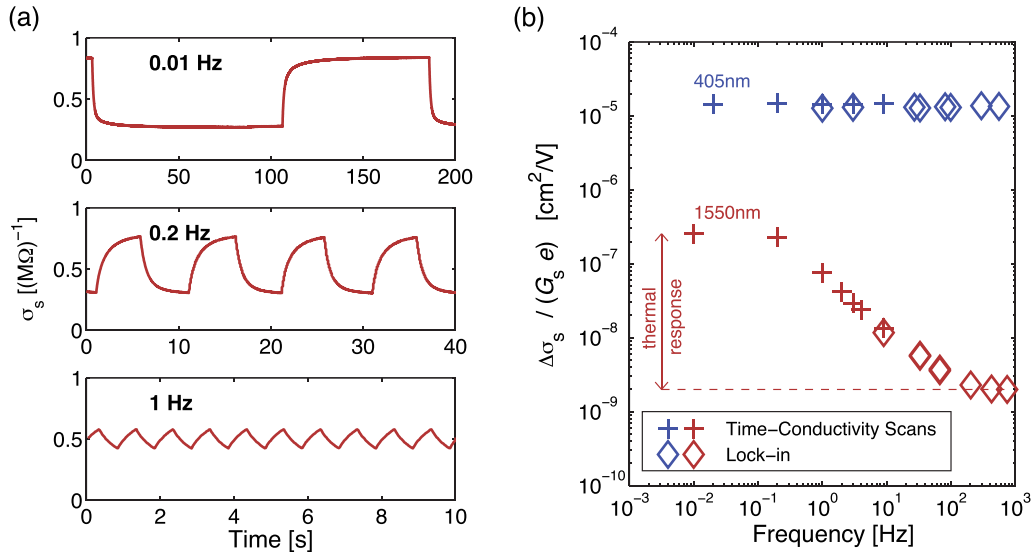 (a)
1
0.5
0
0.01 Hz
0 50 100 150 200
1
0.5
0
0.2 Hz
0 10 20 30 40
1
0.5
0
1 Hz
0 2 4 6 8 10
Time [s]
σs [(MΩ)⁻¹]
(b)
10⁻⁴
10⁻⁵
10⁻⁶
10⁻⁷
10⁻⁸
10⁻⁹
10⁻¹⁰
Δσs / (Gs e) [cm²/V]
405nm
1550nm
thermal
response
Time−Conductivity Scans
Lock−in
10⁻³ 10⁻² 10⁻¹ 10⁰ 10¹ 10² 10³
Frequency [Hz]